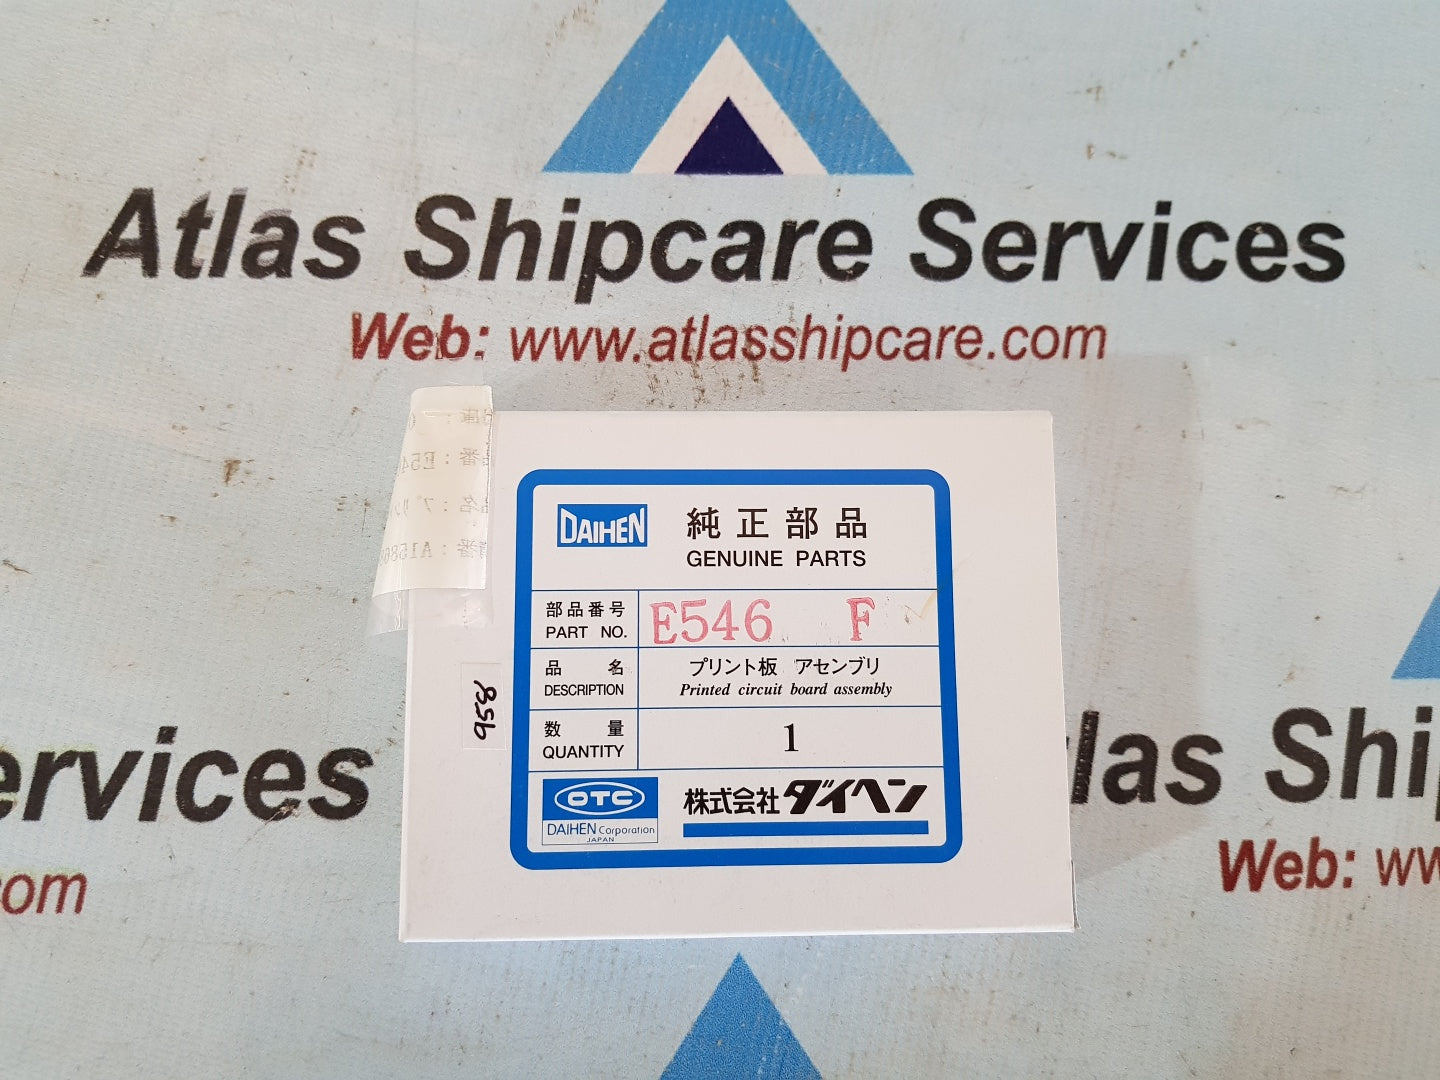 Atlas Shipcare Services
Web: www.atlasshipcare.com
DAIHEN
純正部品
GENUINE PARTS
部品番号
PART NO.
E546 F
品名
DESCRIPTION
プリント板 アセンブリ
Printed circuit board assembly
数量
QUANTITY
1
OTC
DAIHEN Corporation
JAPAN
株式会社ダイヘン
958
ervices
com
las Shi
Web: ww